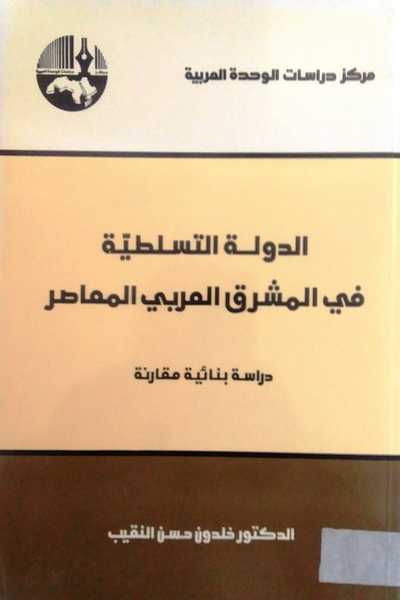 مركز دراسات الوحدة العربية
الدولة التسلطيّة
في المشرق العربي المعاصر
دراسة بنائية مقارنة
الدكتور خلدون حسن النقيب